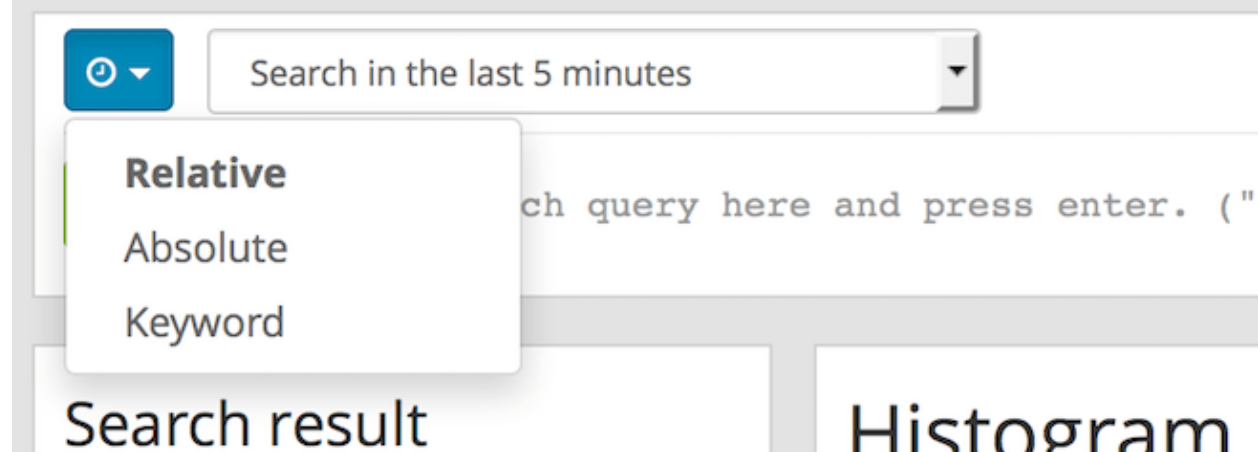 Search in the last 5 minutes
Relative
Absolute
Keyword
ch query here and press enter. ("
Search result
Histogram